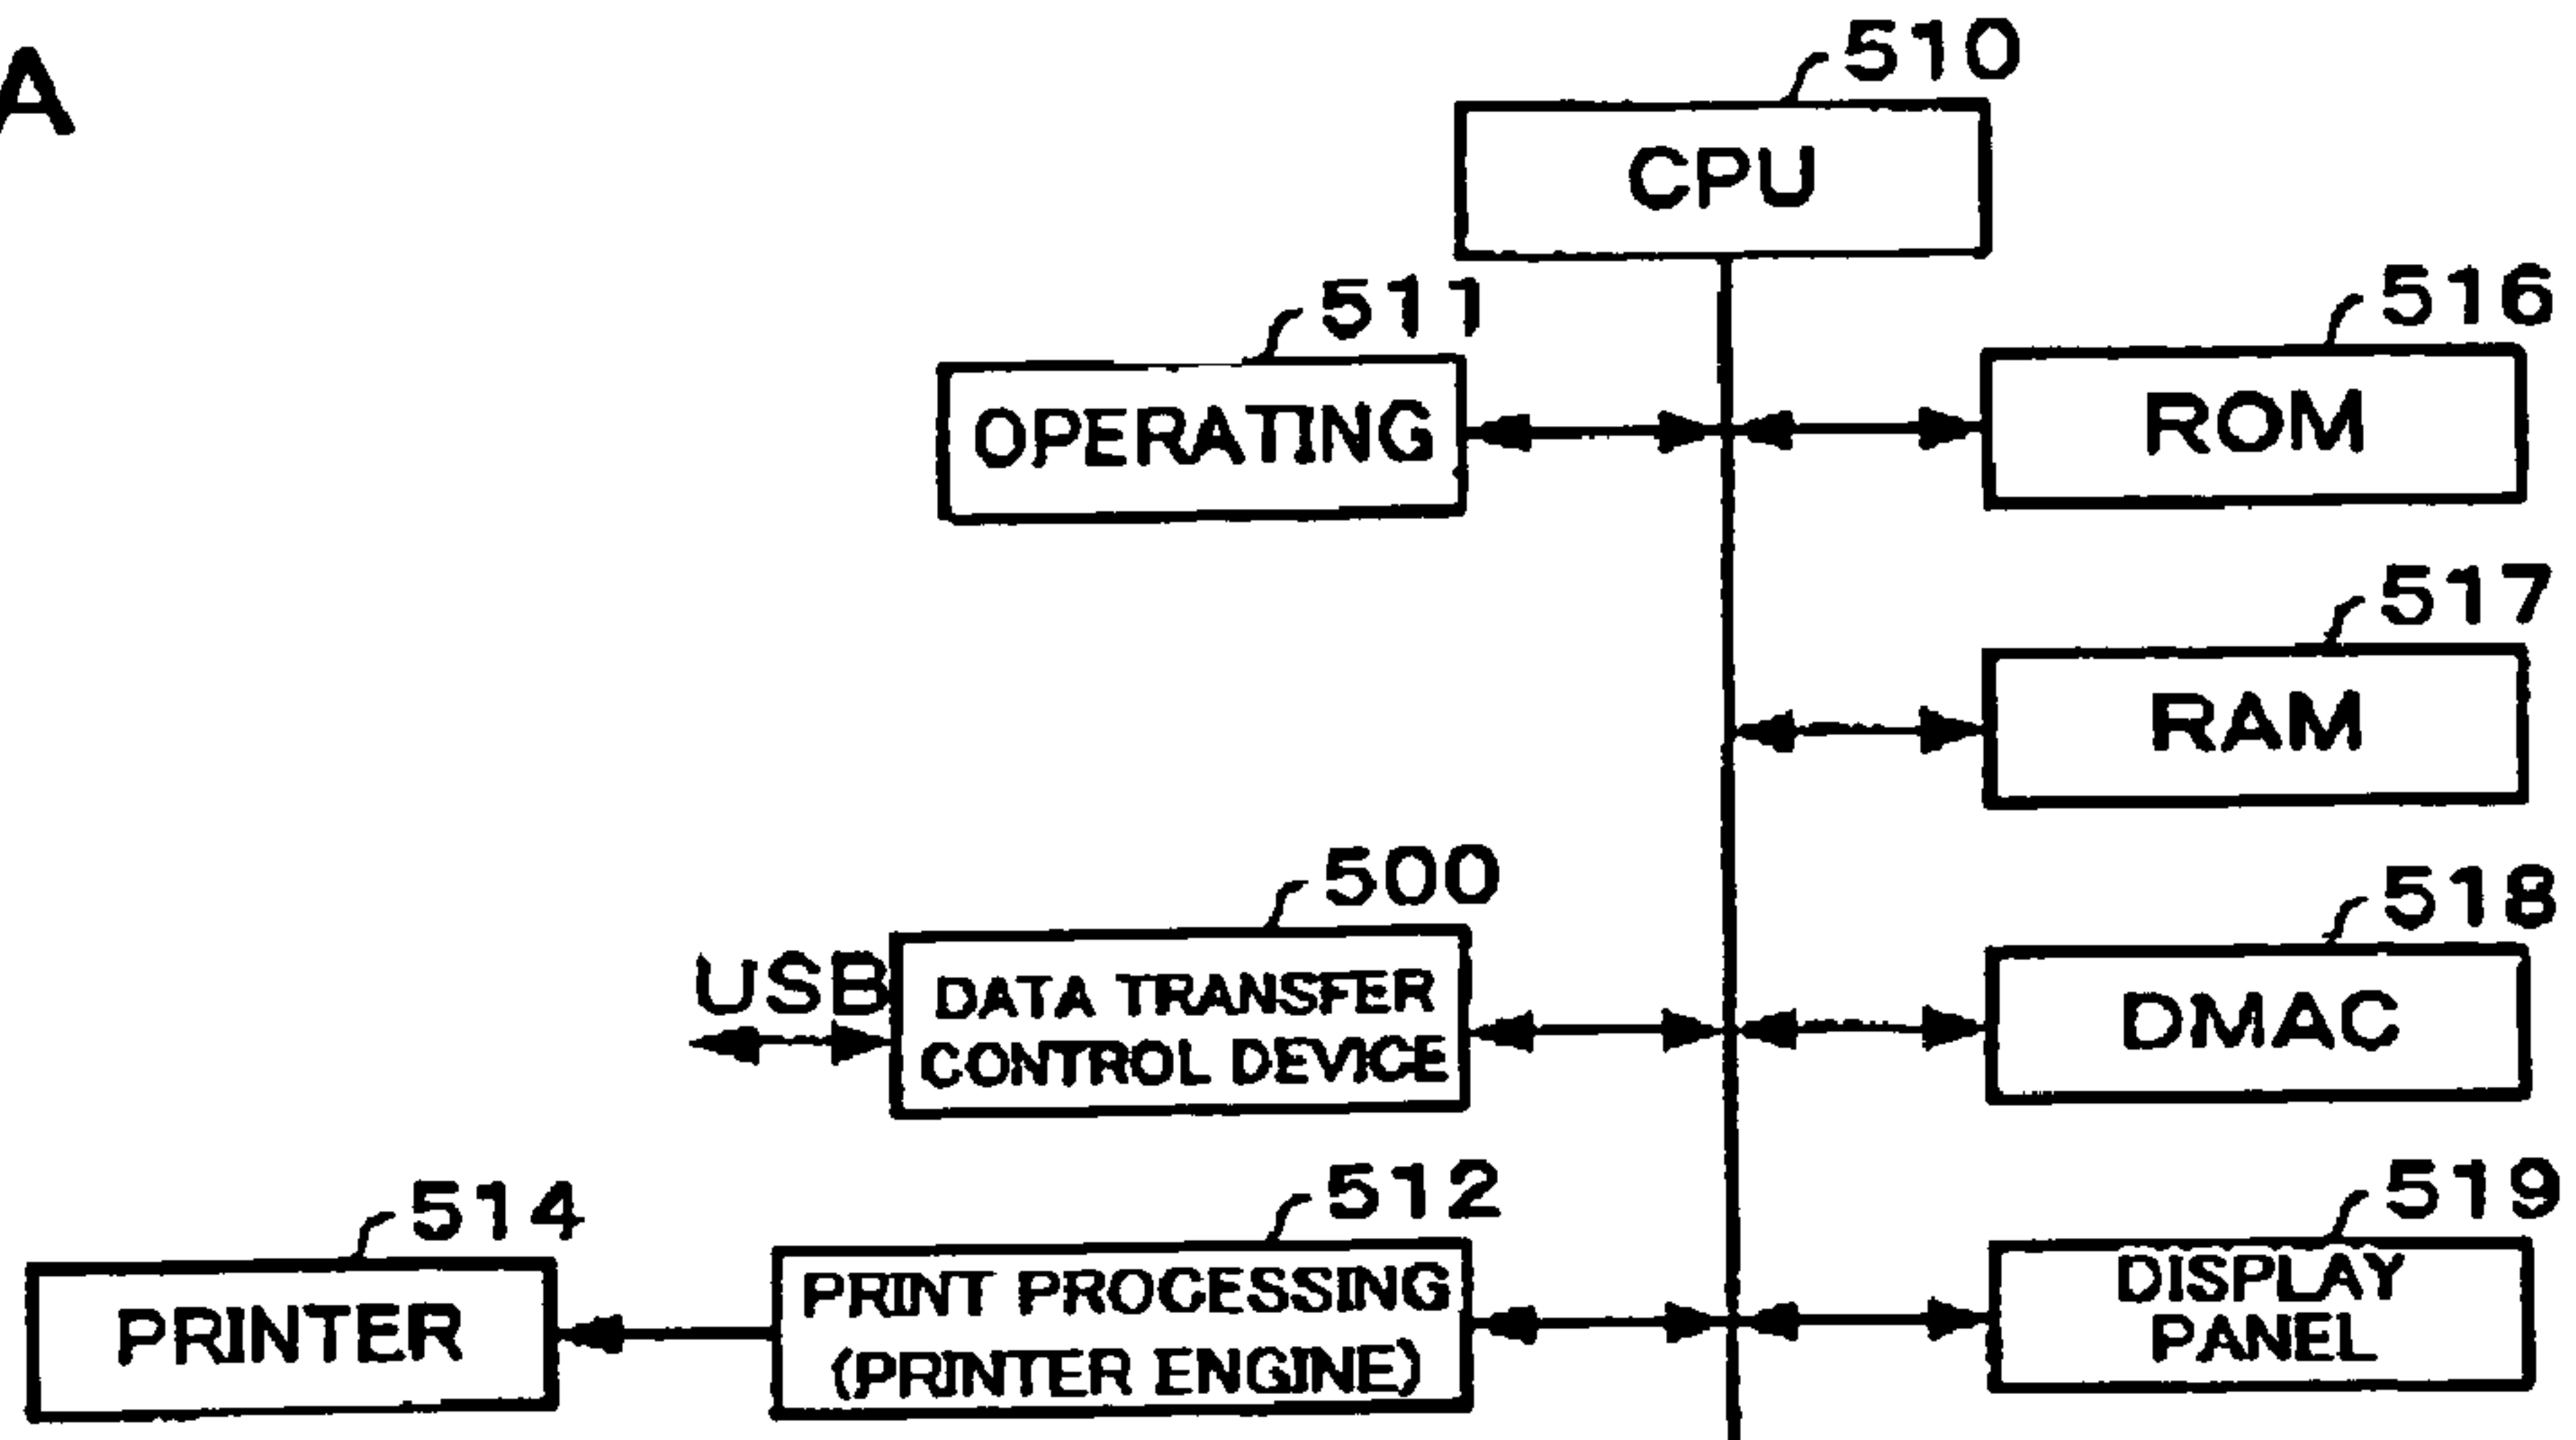 A
510
CPU
511
OPERATING
516
ROM
517
RAM
500
USB
DATA TRANSFER
CONTROL DEVICE
518
DMAC
514
PRINTER
512
PRINT PROCESSING
(PRINTER ENGINE)
519
DISPLAY
PANEL